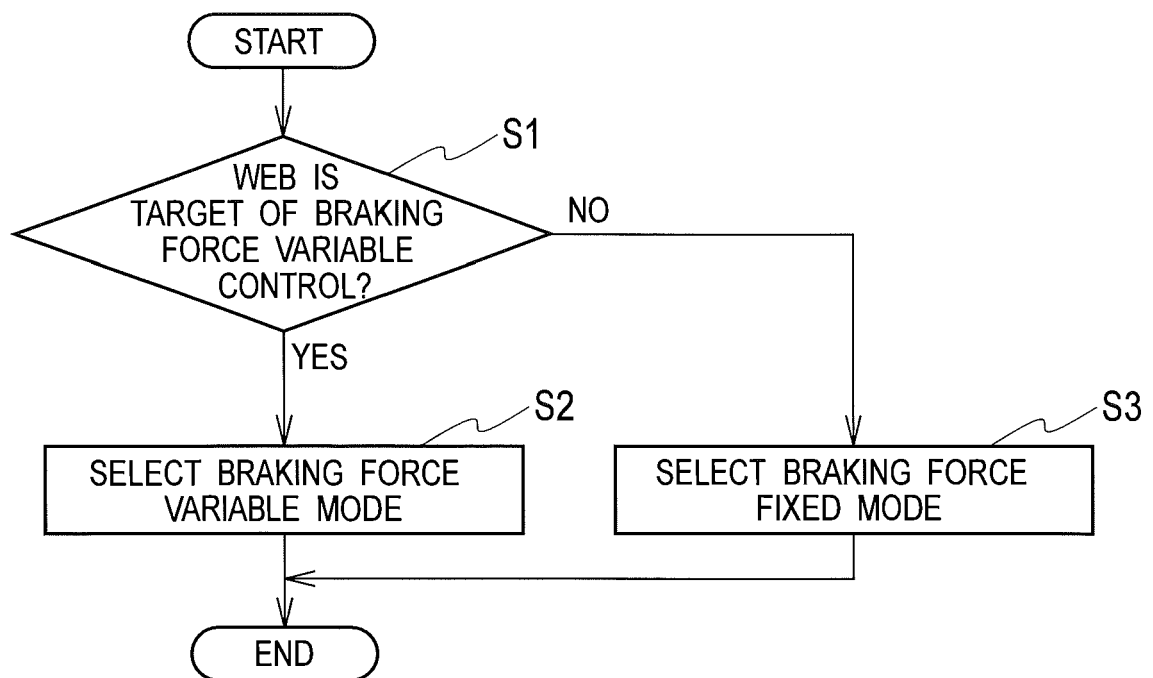 START
S1
WEB IS
TARGET OF BRAKING
FORCE VARIABLE
CONTROL?
NO
YES
S2
SELECT BRAKING FORCE
VARIABLE MODE
S3
SELECT BRAKING FORCE
FIXED MODE
END